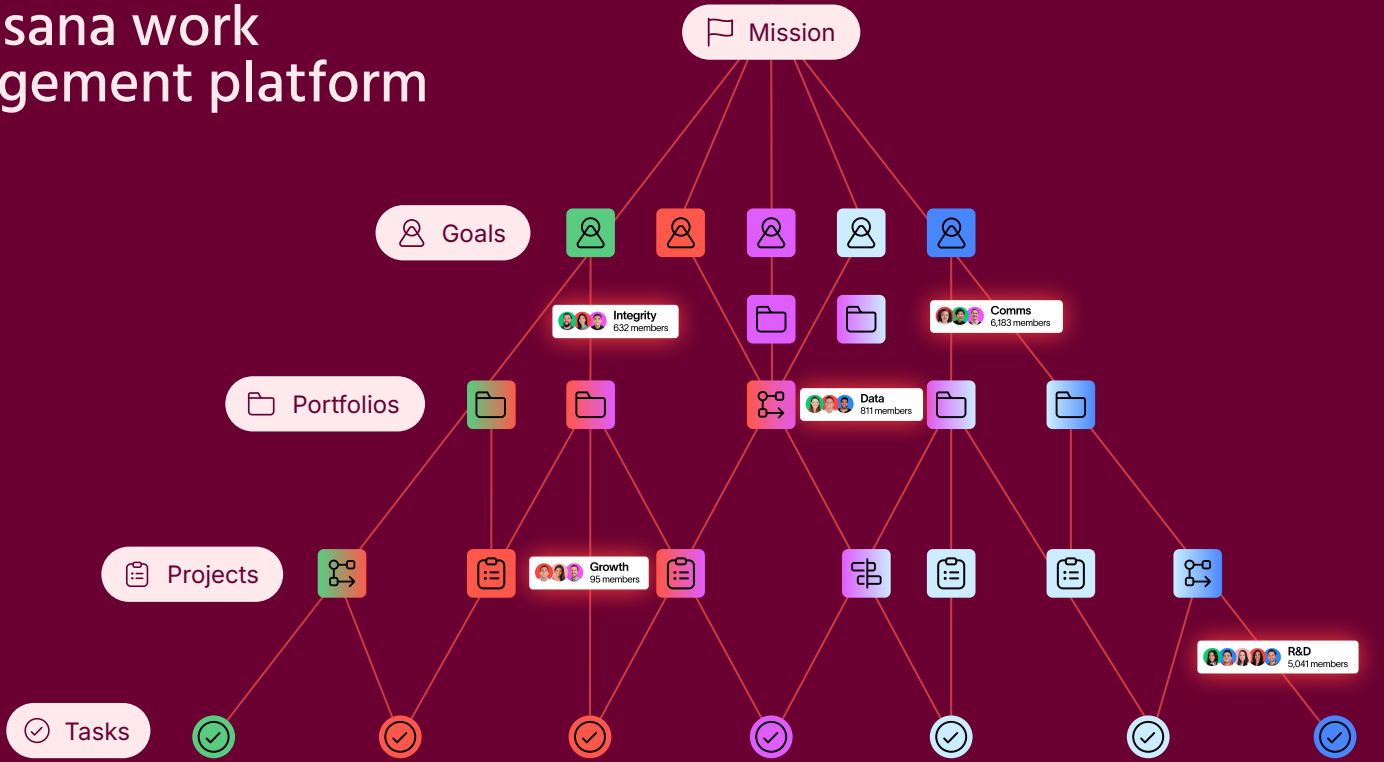 sana work
gement platform
Mission
Goals
Integrity
632 members
Comms
6,183 members
Portfolios
Data
811 members
Projects
Growth
95 members
R&D
5,041 members
Tasks